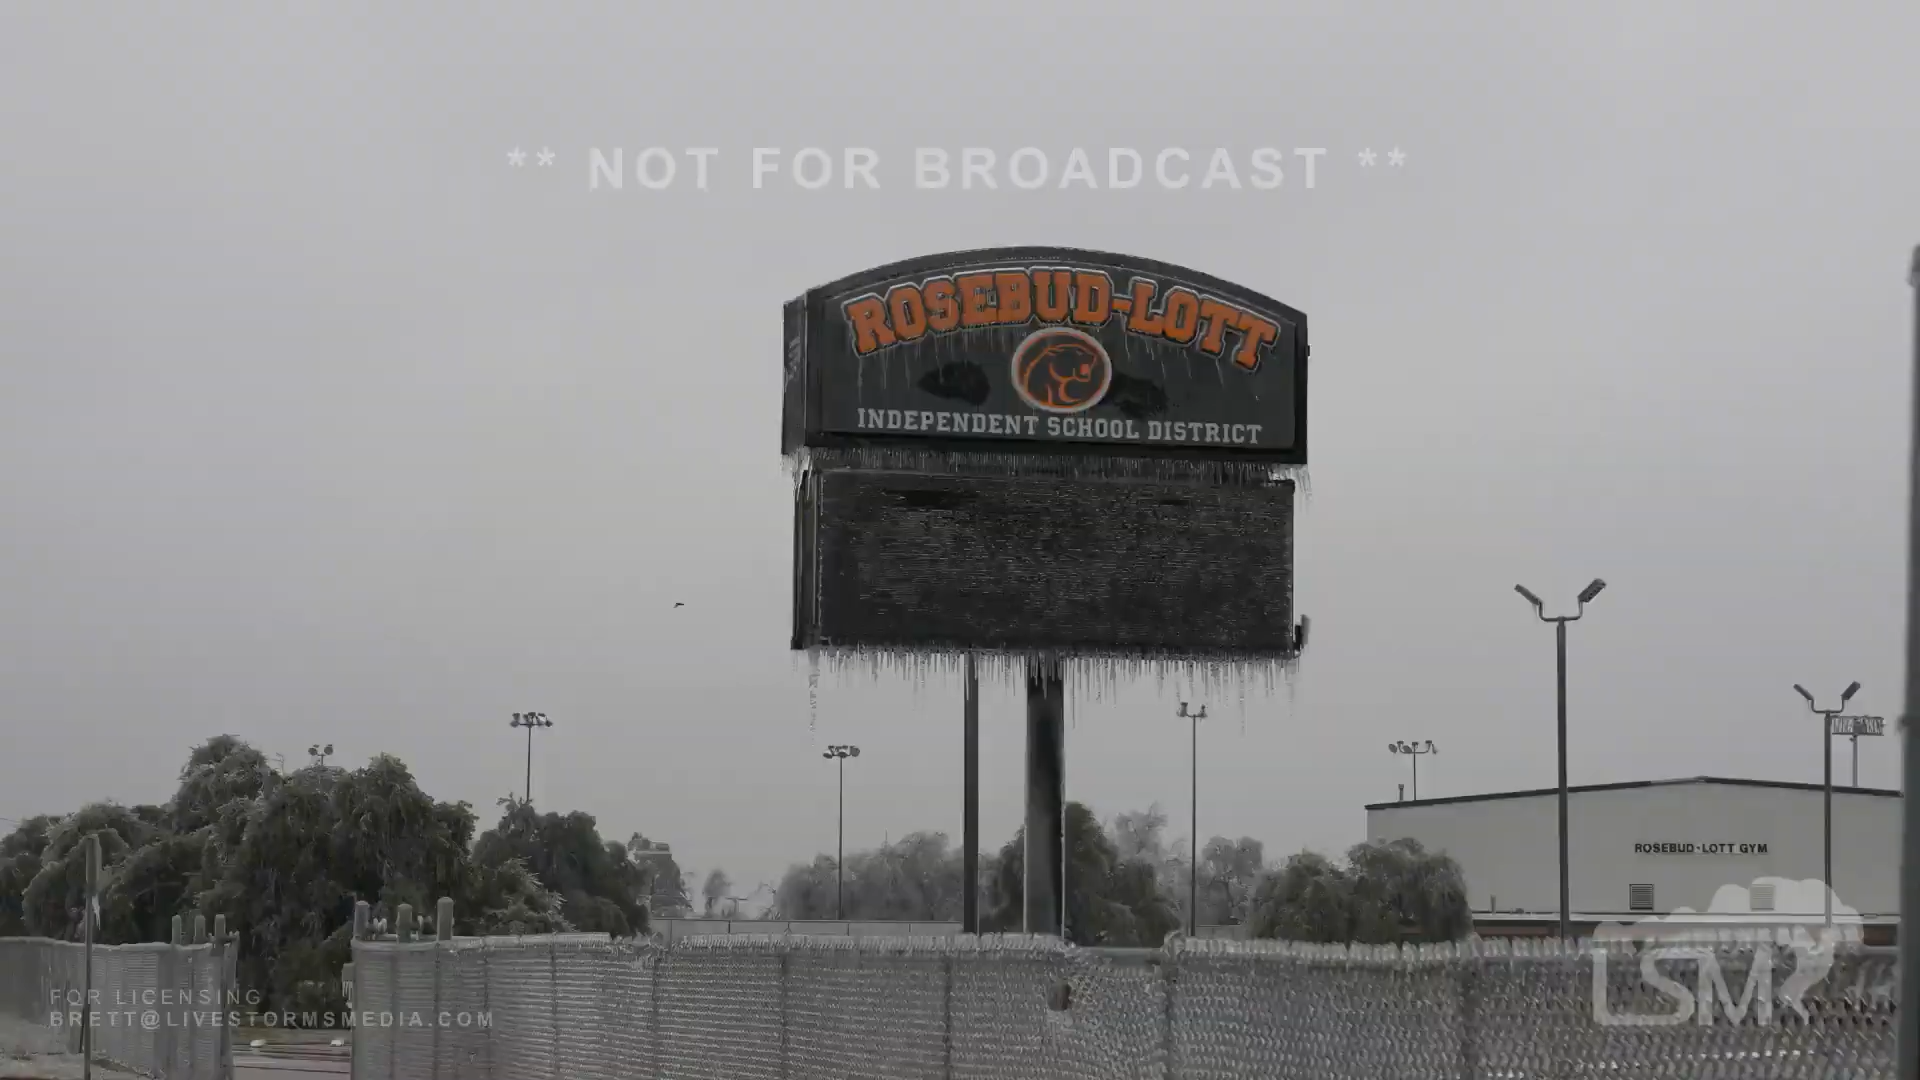 ** NOT FOR BROADCAST **
ROSEBUD-LOTT
INDEPENDENT SCHOOL DISTRICT
ROSEBUD-LOTT GYM
FOR LICENSING
BRETT@LIVESTORMSMEDIA.COM
LSM